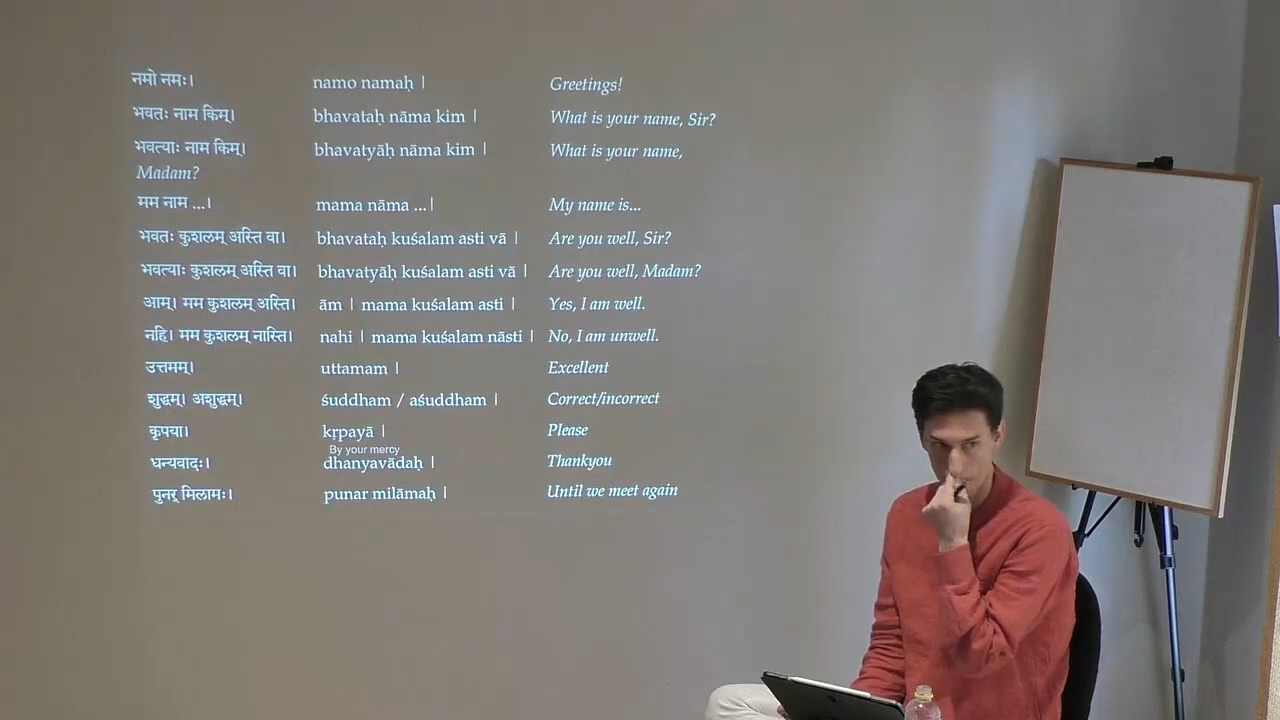 नमो नमः। namo namaḥ | Greetings!
भवतः नाम किम्। bhavataḥ nāma kim | What is your name, Sir?
भवत्याः नाम किम्। bhavatyāḥ nāma kim | What is your name,
Madam?
मम नाम ...। mama nāma ... | My name is...
भवतः कुशलम् अस्ति वा। bhavataḥ kuśalam asti vā | Are you well, Sir?
भवत्याः कुशलम् अस्ति वा। bhavatyāḥ kuśalam asti vā | Are you well, Madam?
आम्। मम कुशलम् अस्ति। ām | mama kuśalam asti | Yes, I am well.
नहि। मम कुशलम् नास्ति। nahi | mama kuśalam nāsti | No, I am unwell.
उत्तमम्। uttamam | Excellent
शुद्धम्। अशुद्धम्। śuddham / aśuddham | Correct/incorrect
कृपया। kṛpayā | Please
By your mercy
धन्यवादः। dhanyavādaḥ | Thankyou
पुनर् मिलामः। punar milāmaḥ | Until we meet again